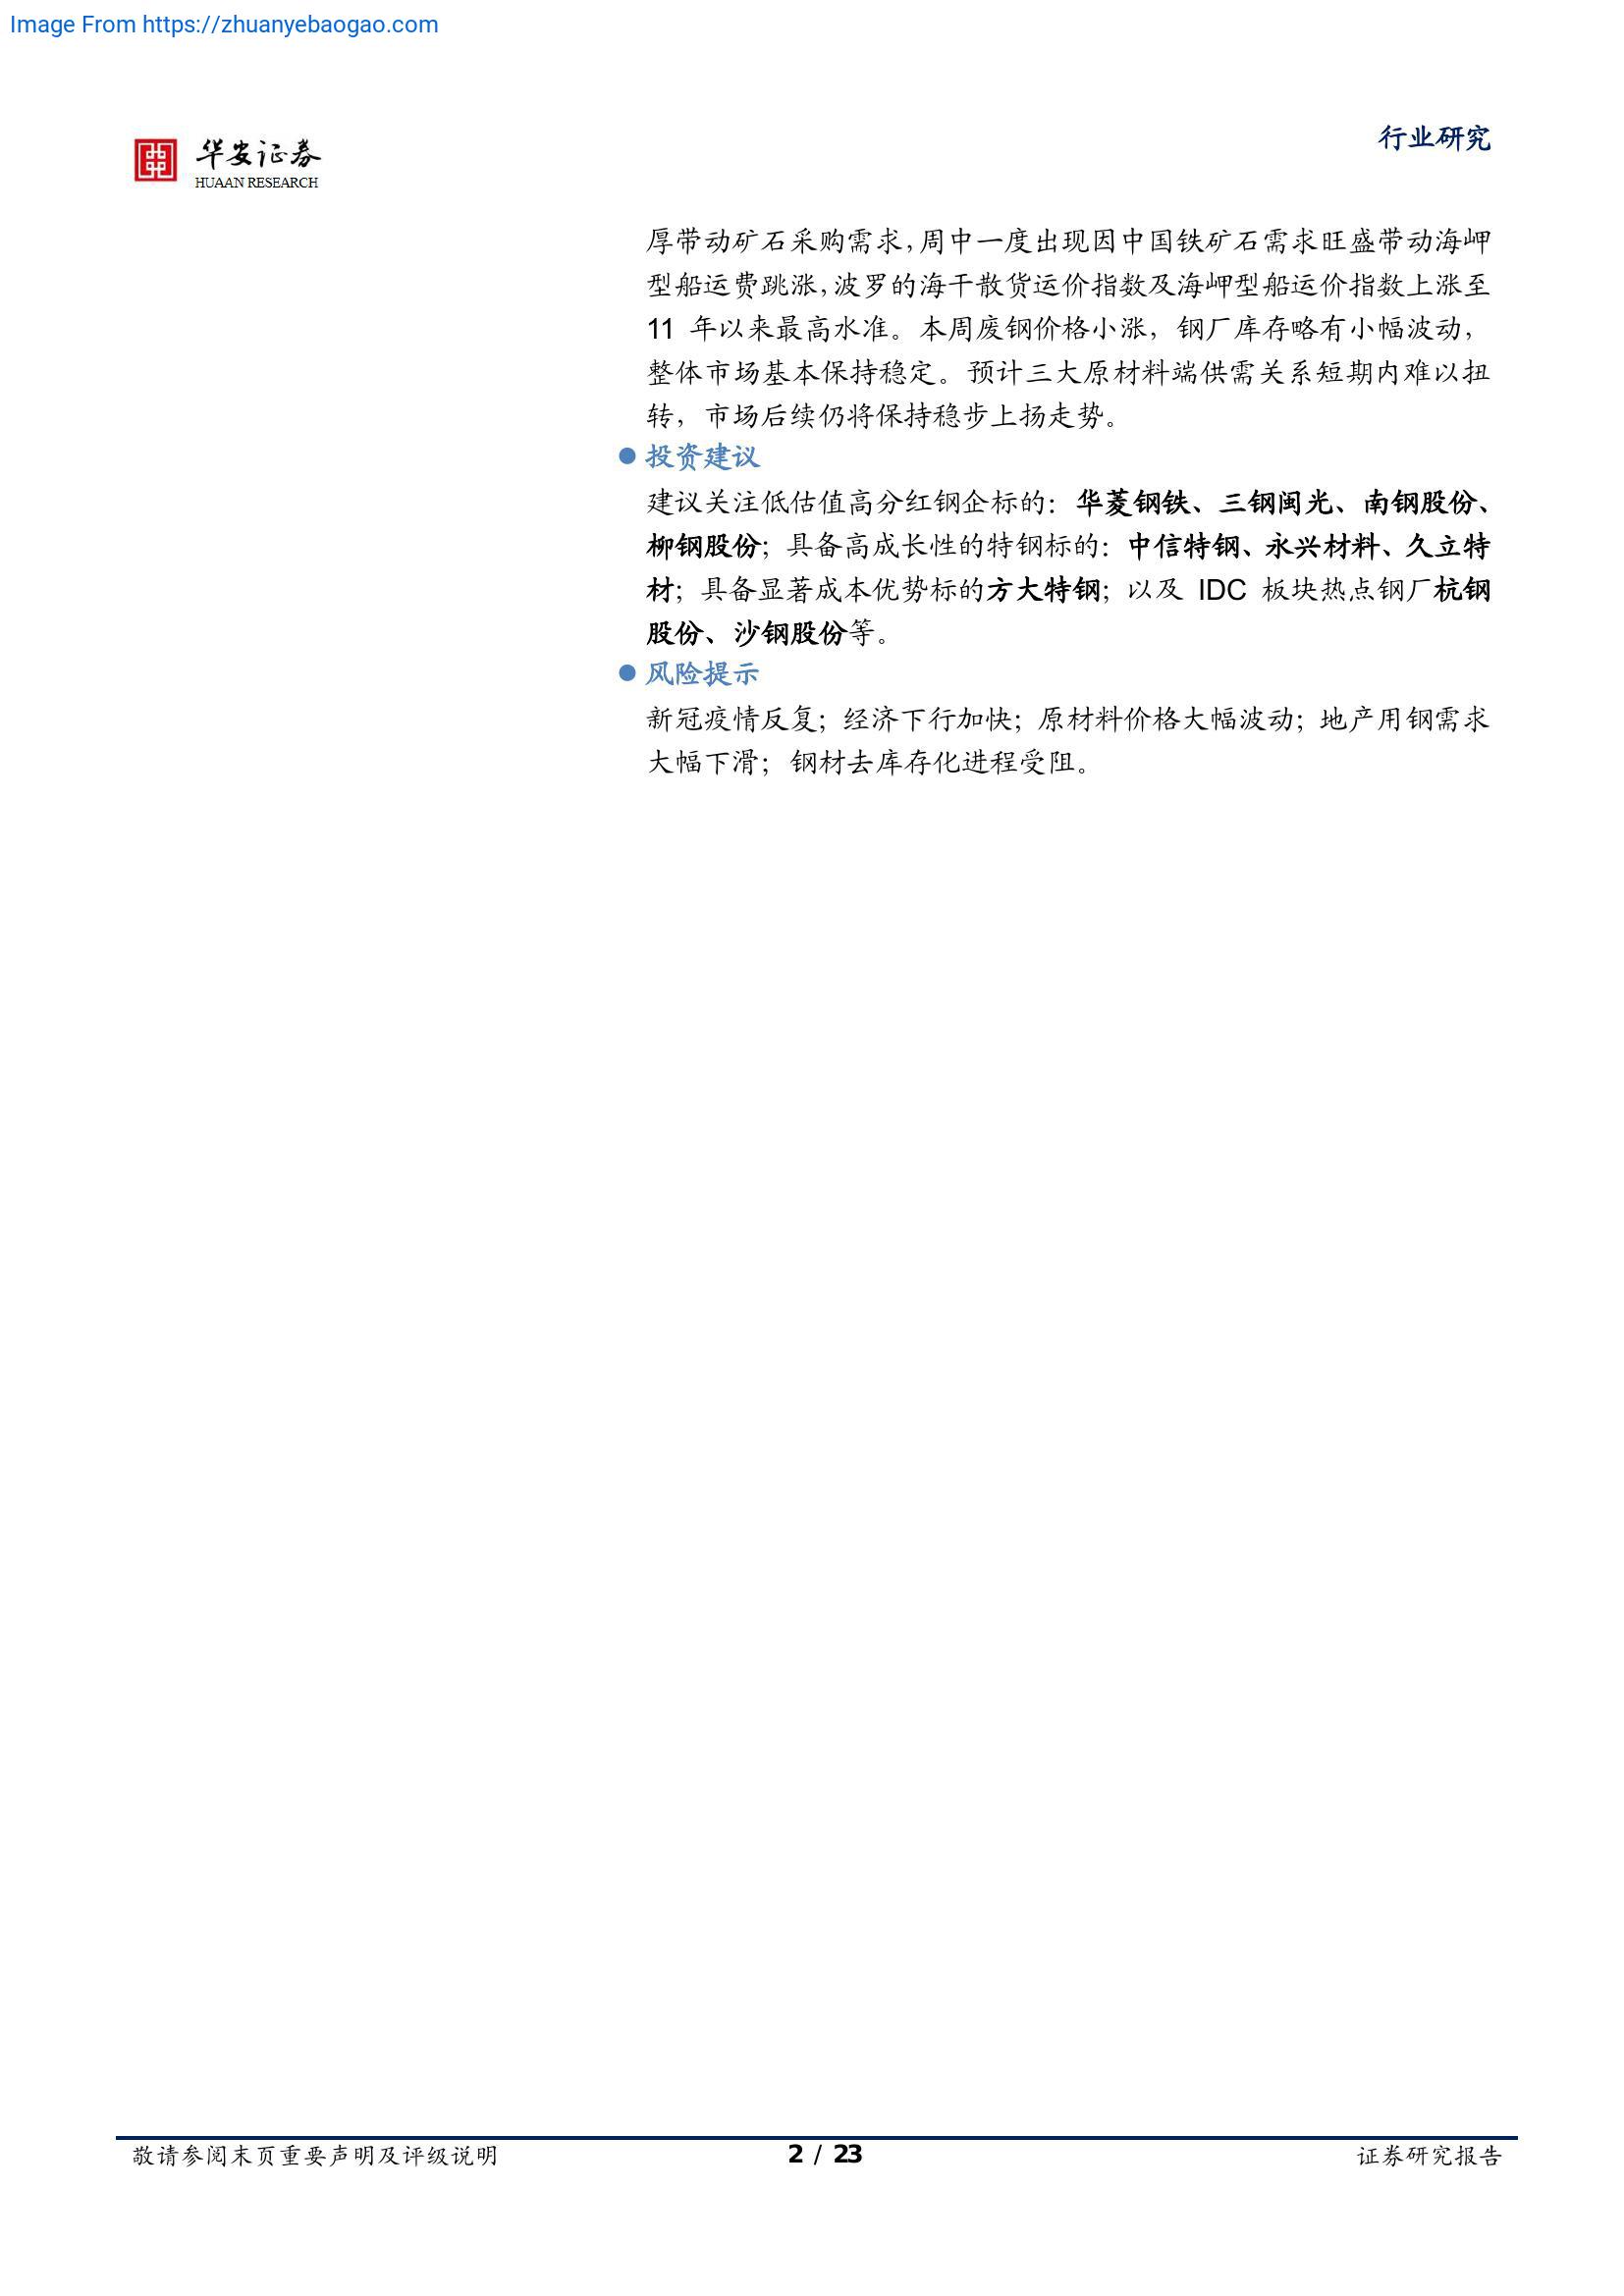 Image From https://zhuanyebaogao.com
华安证券
HUAAN RESEARCH
行业研究
厚带动矿石采购需求，周中一度出现因中国铁矿石需求旺盛带动海岬
型船运费跳涨，波罗的海干散货运价指数及海岬型船运价指数上涨至
11 年以来最高水准。本周废钢价格小涨，钢厂库存略有小幅波动，
整体市场基本保持稳定。预计三大原材料端供需关系短期内难以扭
转，市场后续仍将保持稳步上扬走势。
● 投资建议
建议关注低估值高分红钢企标的：华菱钢铁、三钢闽光、南钢股份、
柳钢股份；具备高成长性的特钢标的：中信特钢、永兴材料、久立特
材；具备显著成本优势标的方大特钢；以及 IDC 板块热点钢厂杭钢
股份、沙钢股份等。
● 风险提示
新冠疫情反复；经济下行加快；原材料价格大幅波动；地产用钢需求
大幅下滑；钢材去库存化进程受阻。
敬请参阅末页重要声明及评级说明
2 / 23
证券研究报告